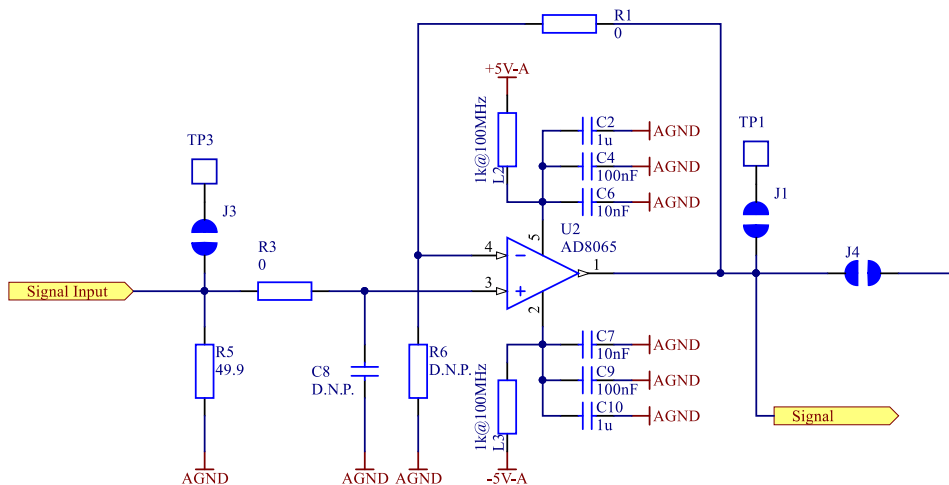 R1
0
+5V-A
1k@100MHz
L2
C2
1u
AGND
C4
100nF
AGND
C6
10nF
AGND
TP3
J3
TP1
J1
U2
AD8065
5
4
3
1
2
R3
0
J4
Signal Input
R5
49.9
C8
D.N.P.
R6
D.N.P.
1k@100MHz
L3
C7
10nF
AGND
C9
100nF
AGND
C10
1u
AGND
Signal
AGND
AGND
AGND
-5V-A